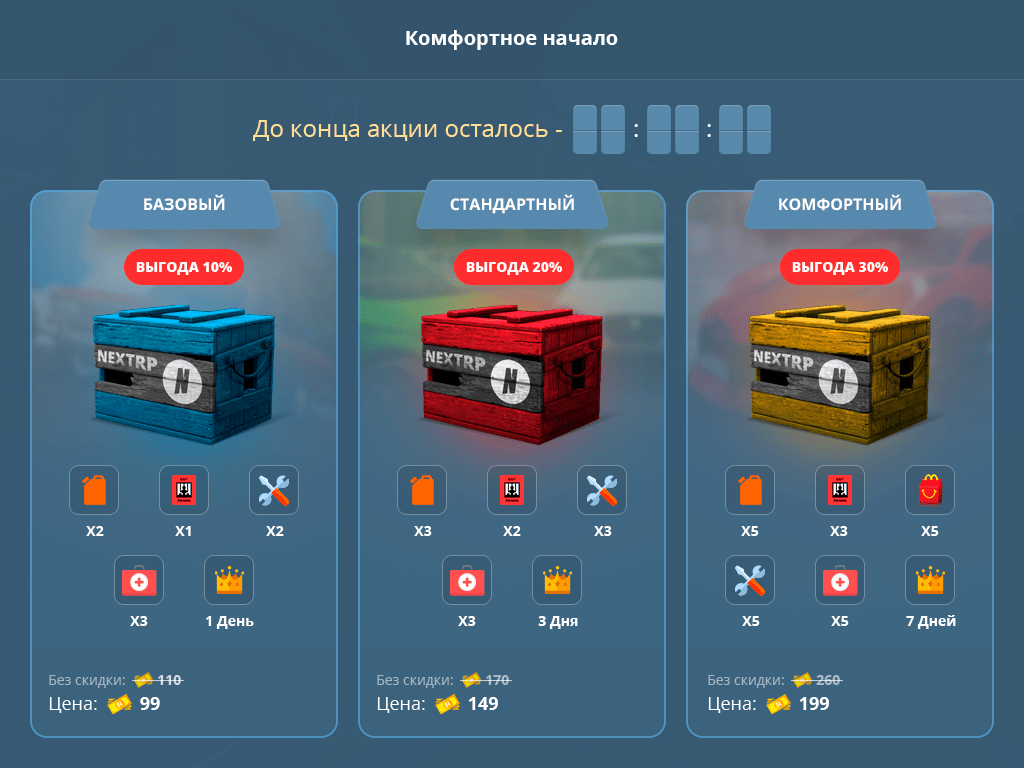 Комфортное начало
До конца акции осталось - : :
БАЗОВЫЙ
ВЫГОДА 10%
NEXTRP N
X2 X1 X2
X3 1 День
Без скидки: 110
Цена: 99
СТАНДАРТНЫЙ
ВЫГОДА 20%
NEXTRP N
X3 X2 X3
X3 3 Дня
Без скидки: 170
Цена: 149
КОМФОРТНЫЙ
ВЫГОДА 30%
NEXTRP N
X5 X3 X5
X5 X5 7 Дней
Без скидки: 260
Цена: 199